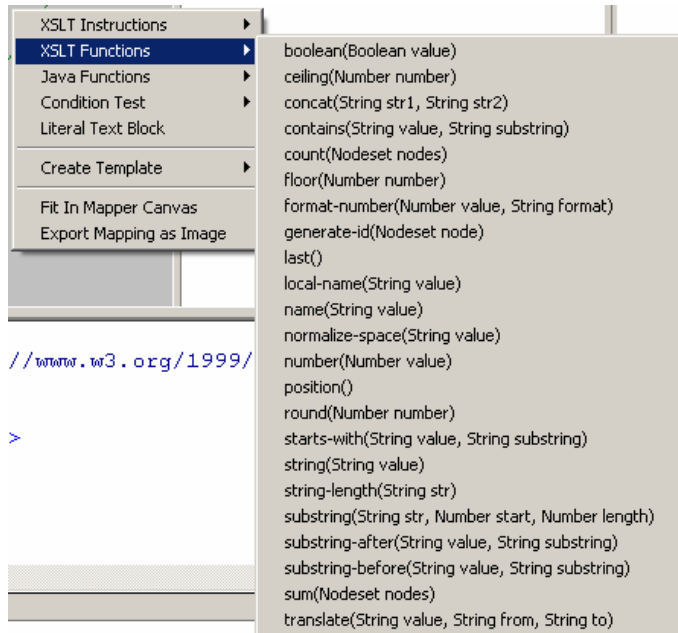 XSLT Instructions
XSLT Functions
Java Functions
Condition Test
Literal Text Block
Create Template
Fit In Mapper Canvas
Export Mapping as Image
boolean(Boolean value)
ceiling(Number number)
concat(String str1, String str2)
contains(String value, String substring)
count(Nodeset nodes)
floor(Number number)
format-number(Number value, String format)
generate-id(Nodeset node)
last()
local-name(String value)
name(String value)
normalize-space(String value)
number(Number value)
position()
round(Number number)
starts-with(String value, String substring)
string(String value)
string-length(String str)
substring(String str, Number start, Number length)
substring-after(String value, String substring)
substring-before(String value, String substring)
sum(Nodeset nodes)
translate(String value, String from, String to)
//www.w3.org/1999/
>